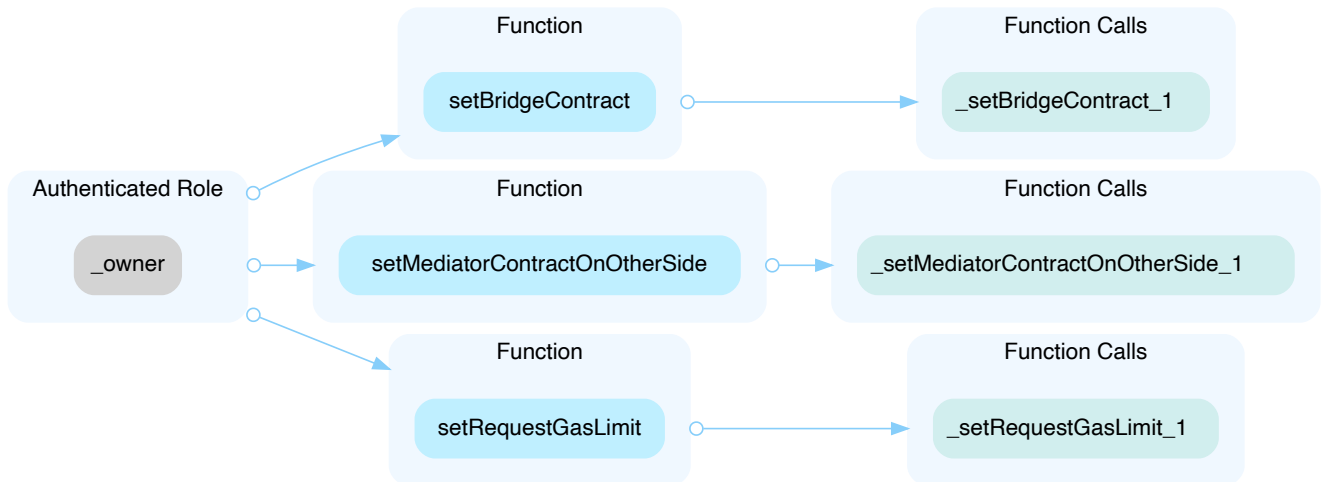 Function
setBridgeContract
Function Calls
_setBridgeContract_1
Authenticated Role
_owner
Function
setMediatorContractOnOtherSide
Function Calls
_setMediatorContractOnOtherSide_1
Function
setRequestGasLimit
Function Calls
_setRequestGasLimit_1